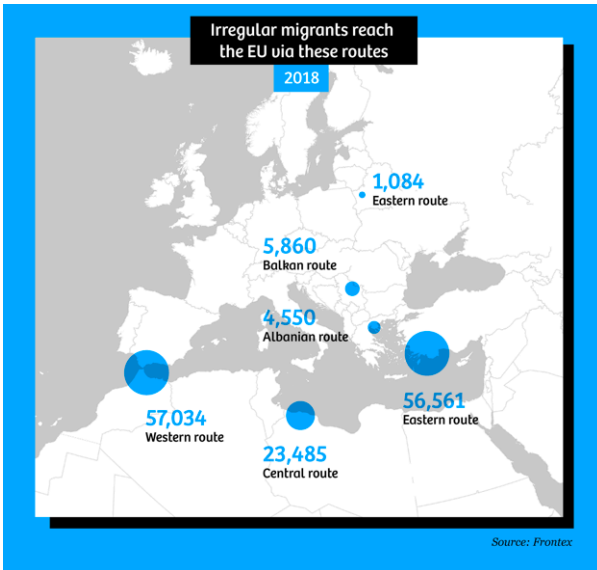 Irregular migrants reach
the EU via these routes
2018
1,084
Eastern route
5,860
Balkan route
4,550
Albanian route
56,561
Eastern route
57,034
Western route
23,485
Central route
Source: Frontex